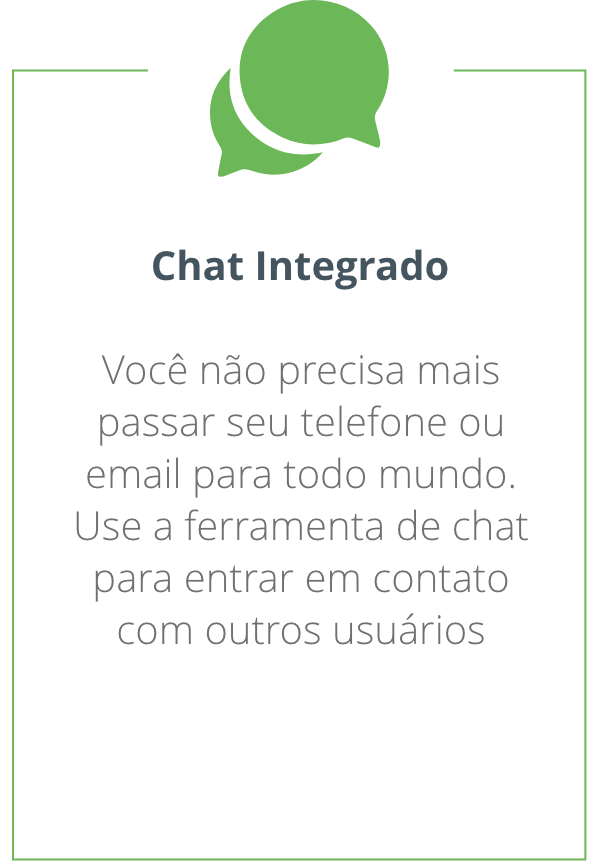 Chat Integrado
Você não precisa mais
passar seu telefone ou
email para todo mundo.
Use a ferramenta de chat
para entrar em contato
com outros usuários